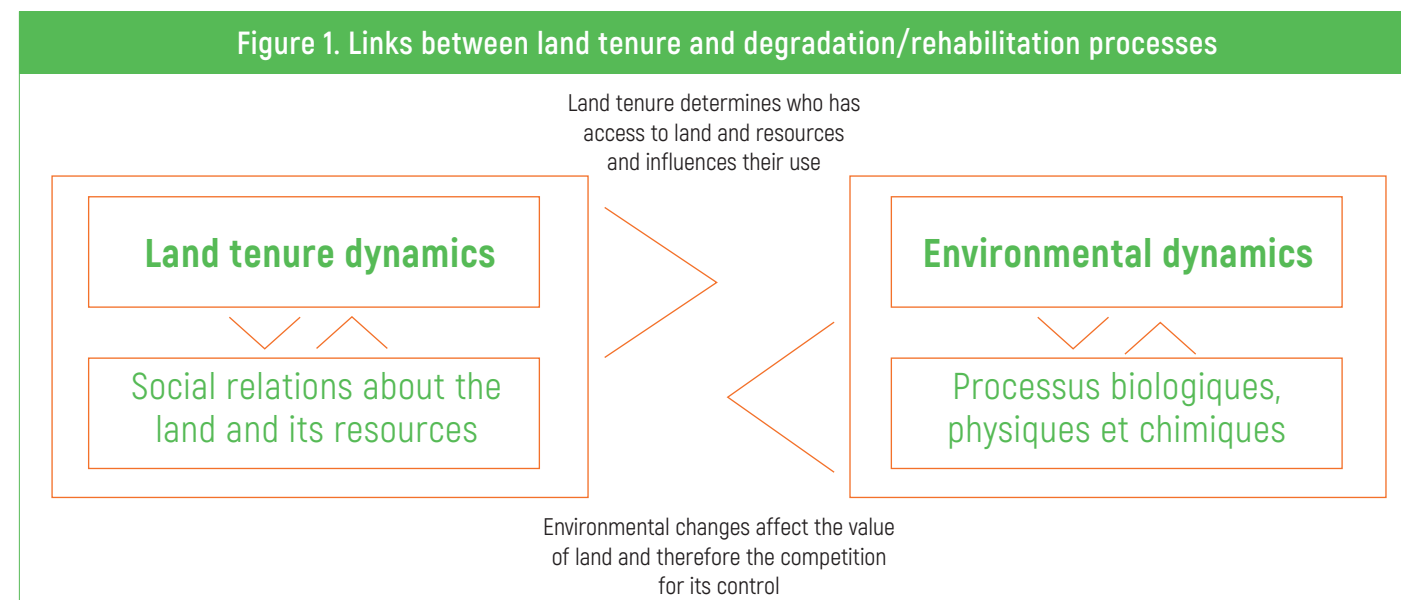 Figure 1. Links between land tenure and degradation/rehabilitation processes
Land tenure determines who has
access to land and resources
and influences their use
Land tenure dynamics
Social relations about the
land and its resources
Environmental dynamics
Processus biologiques,
physiques et chimiques
Environmental changes affect the value
of land and therefore the competition
for its control